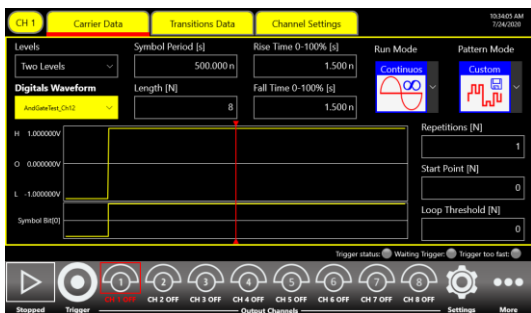 CH 1
Carrier Data
Transitions Data
Channel Settings
10:34:05 AM
7/24/2020
Levels
Symbol Period [s]
Rise Time 0-100% [s]
Run Mode
Pattern Mode
Two Levels
500.000 n
1.500 n
Continuos
Custom
Digitals Waveform
Length [N]
Fall Time 0-100% [s]
AndGateTest_Ch12
8
1.500 n
H 1.000000V
Repetitions [N]
1
O 0.000000V
Start Point [N]
0
L -1.000000V
Loop Threshold [N]
0
Symbol Bit[0]
Trigger status: Waiting Trigger: Trigger too fast:
1 2 3 4 5 6 7 8
CH 1 OFF CH 2 OFF CH 3 OFF CH 4 OFF CH 5 OFF CH 6 OFF CH 7 OFF CH 8 OFF
Stopped Trigger Output Channels Settings More